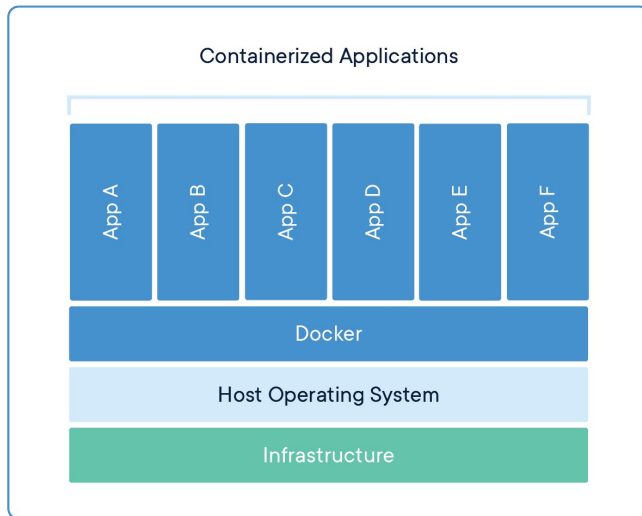 Containerized Applications
App A
App B
App C
App D
App E
App F
Docker
Host Operating System
Infrastructure